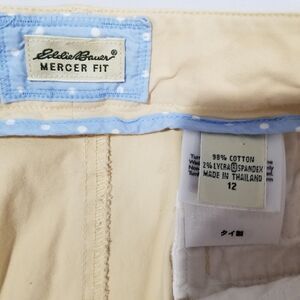 Eddie Bauer®
MERCER FIT
98% COTTON
2% LYCRA® SPANDEX
MADE IN THAILAND
12
タイ製